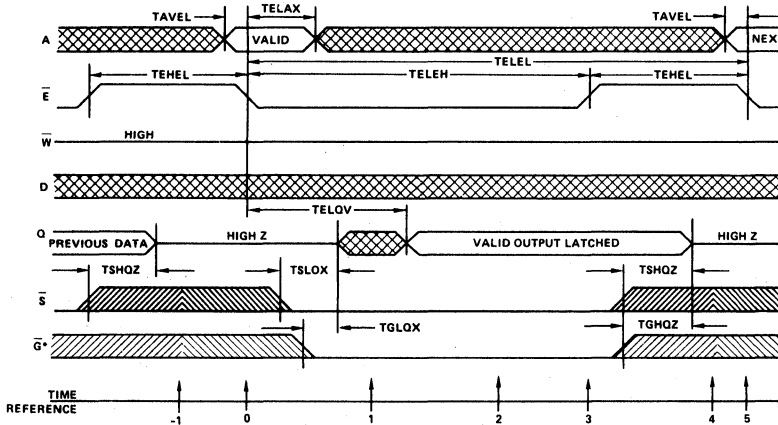 TAVEL TELAX TAVEL
A VALID NEX
TELEL
TEHEL TELEH TEHEL
E
W HIGH
D
TELQV
Q PREVIOUS DATA HIGH Z VALID OUTPUT LATCHED HIGH Z
TSHQZ TSLOX TSHQZ
S
TGLQX TGHQZ
G*
TIME
REFERENCE
-1 0 1 2 3 4 5